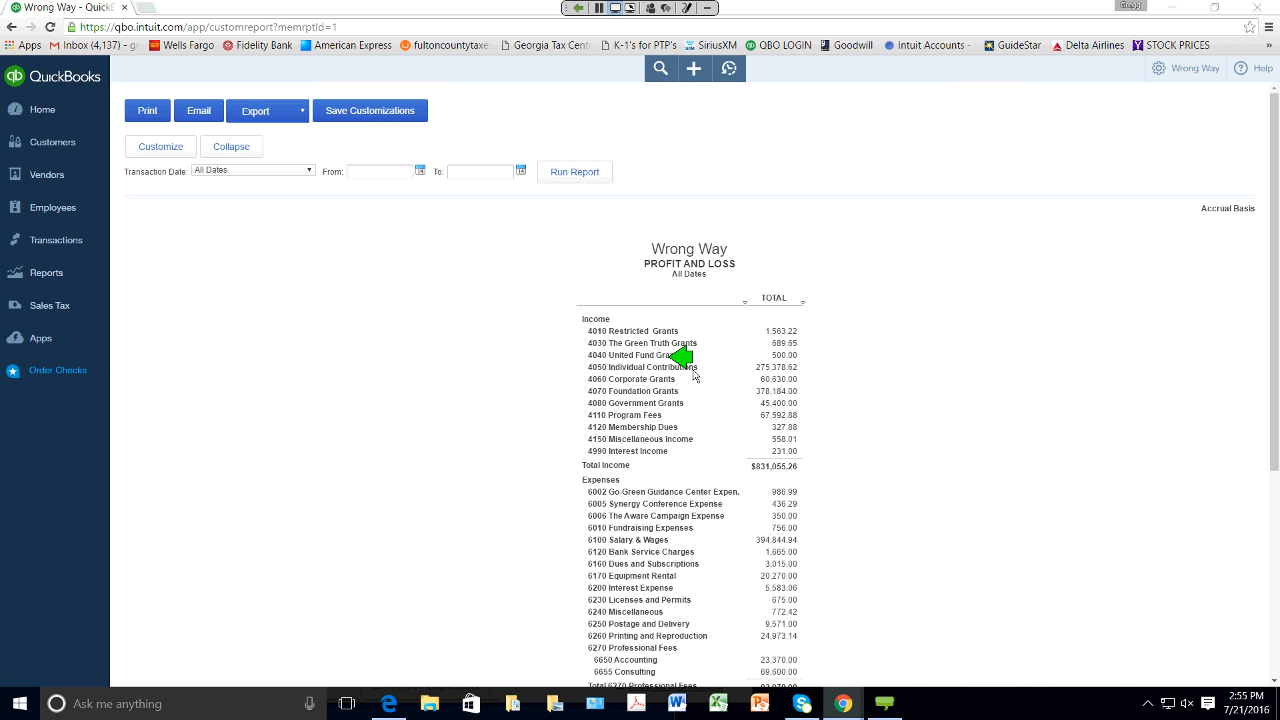 Wrong Way - QuickB
Gregg
https://qbo.intuit.com/app/customreport?memrptId=1
Apps
Inbox (4,137)
American Express
fultoncountytaxes
Georgia Tax Cent
K-1's for PT's
SiriusXM
QBO LOGIN
Goodwill
Intuit Accounts -
GuideStar
Delta Airlines
STOCK PRICES
QuickBooks
Wrong Way
Help
Home
Customers
Vendors
Employees
Transactions
Reports
Sales Tax
Apps
Order Checks
Print
Email
Export
Save Customizations
Customize
Collapse
Transaction Date: All Dates From: To: Run Report
Accrual Basis
Wrong Way
PROFIT AND LOSS
All Dates
TOTAL
Income
4010 Restricted Grants 1,563.22
4030 The Green Truth Grants 689.65
4040 United Fund 500.00
4050 Individual Contributions 275,378.62
4060 Corporate Grants 60,630.00
4070 Foundation Grants 378,184.00
4080 Government Grants 45,400.00
4110 Program Fees 67,592.88
4120 Membership Dues 327.88
4150 Miscellaneous Income 558.01
4990 Interest Income 231.00
Total Income $831,055.26
Expenses
6002 Go-Green Guidance Center Expen. 986.99
6005 Synergy Conference Expense 436.29
6006 The Aware Campaign Expense 350.00
6010 Fundraising Expenses 756.00
6100 Salary & Wages 394,844.94
6120 Bank Service Charges 1,665.00
6160 Dues and Subscriptions 3,015.00
6170 Equipment Rental 20,270.00
6200 Interest Expense 5,583.06
6230 Licenses and Permits 675.00
6240 Miscellaneous 772.42
6250 Postage and Delivery 9,571.00
6260 Printing and Reproduction 24,973.14
6270 Professional Fees
6650 Accounting 23,370.00
6655 Consulting 69,600.00
Total 6270 Professional Fees
Ask me anything
2:55 PM
7/21/2016